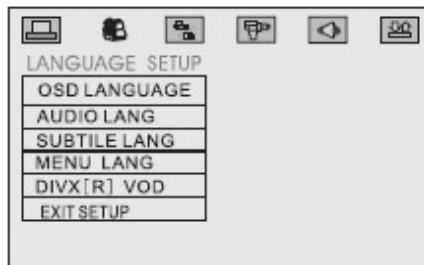 LANGUAGE SETUP
OSD LANGUAGE
AUDIO LANG
SUBTILE LANG
MENU LANG
DIVX[R] VOD
EXIT SETUP